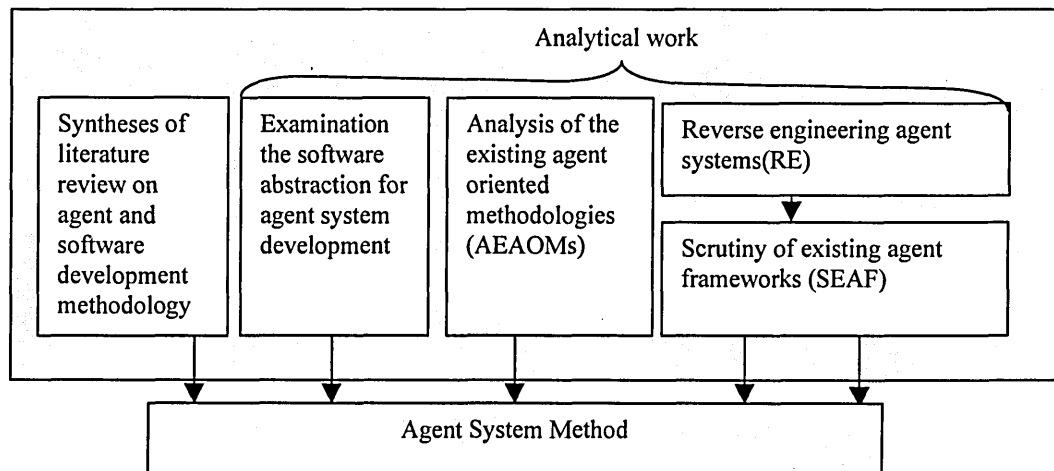 Analytical work
Syntheses of
literature
review on
agent and
software
development
methodology
Examination
the software
abstraction for
agent system
development
Analysis of the
existing agent
oriented
methodologies
(AEAOMs)
Reverse engineering agent
systems(RE)
Scrutiny of existing agent
frameworks (SEAF)
Agent System Method